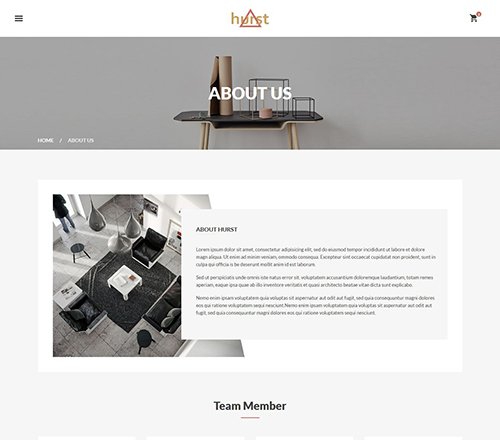 hurst
0
ABOUT US
HOME / ABOUT US
ABOUT HURST
Lorem ipsum dolor sit amet, consectetur adipisicing elit, sed do eiusmod tempor incididunt ut labore et dolore
magn aliqua. Ut enim ad minim veniam, ommodo consequa. Excepteur sint occaecat cupidatat non proident, sunt in
culpa qui officia is be deserunt mollit anim id est laborum.
Sed ut perspiciatis unde omnis iste natus error sit. voluptatem accusantium doloremque laudantium, totam remes
aperiam, eaque ipsa quae ab illo inventore veritatis et quasi architecto beatae vitae dicta sunt explicabo.
Nemo enim ipsam voluptatem quia voluptas sit aspernatur aut odit aut fugit, sed quia consequuntur magni dolores
eos qui ratione voluptatem sequi nesciunt. Nemo enim ipsam voluptatem quia voluptas sit aspernatur aut odit aut
fugit, sed quia consequuntur magni dolores eos qui ratione voluptatem sequi nesciunt.
Team Member